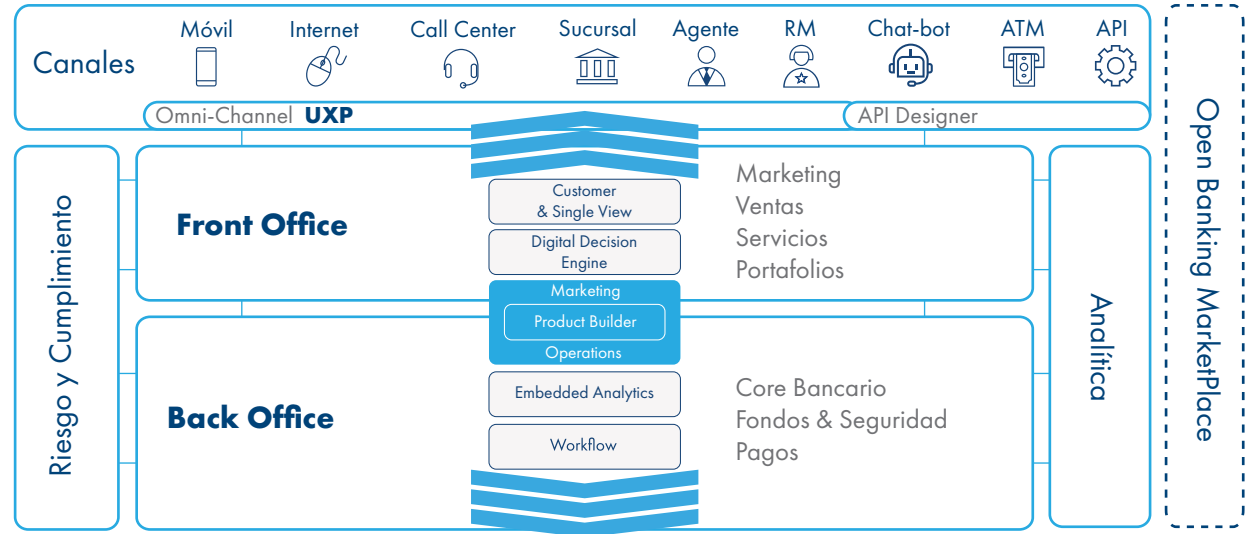 Canales
Móvil
Internet
Call Center
Sucursal
Agente
RM
Chat-bot
ATM
API
Omni-Channel UXP
API Designer
Riesgo y Cumplimiento
Front Office
Customer
& Single View
Digital Decision
Engine
Marketing
Product Builder
Operations
Marketing
Ventas
Servicios
Portafolios
Back Office
Embedded Analytics
Workflow
Core Bancario
Fondos & Seguridad
Pagos
Analítica
Open Banking MarketPlace